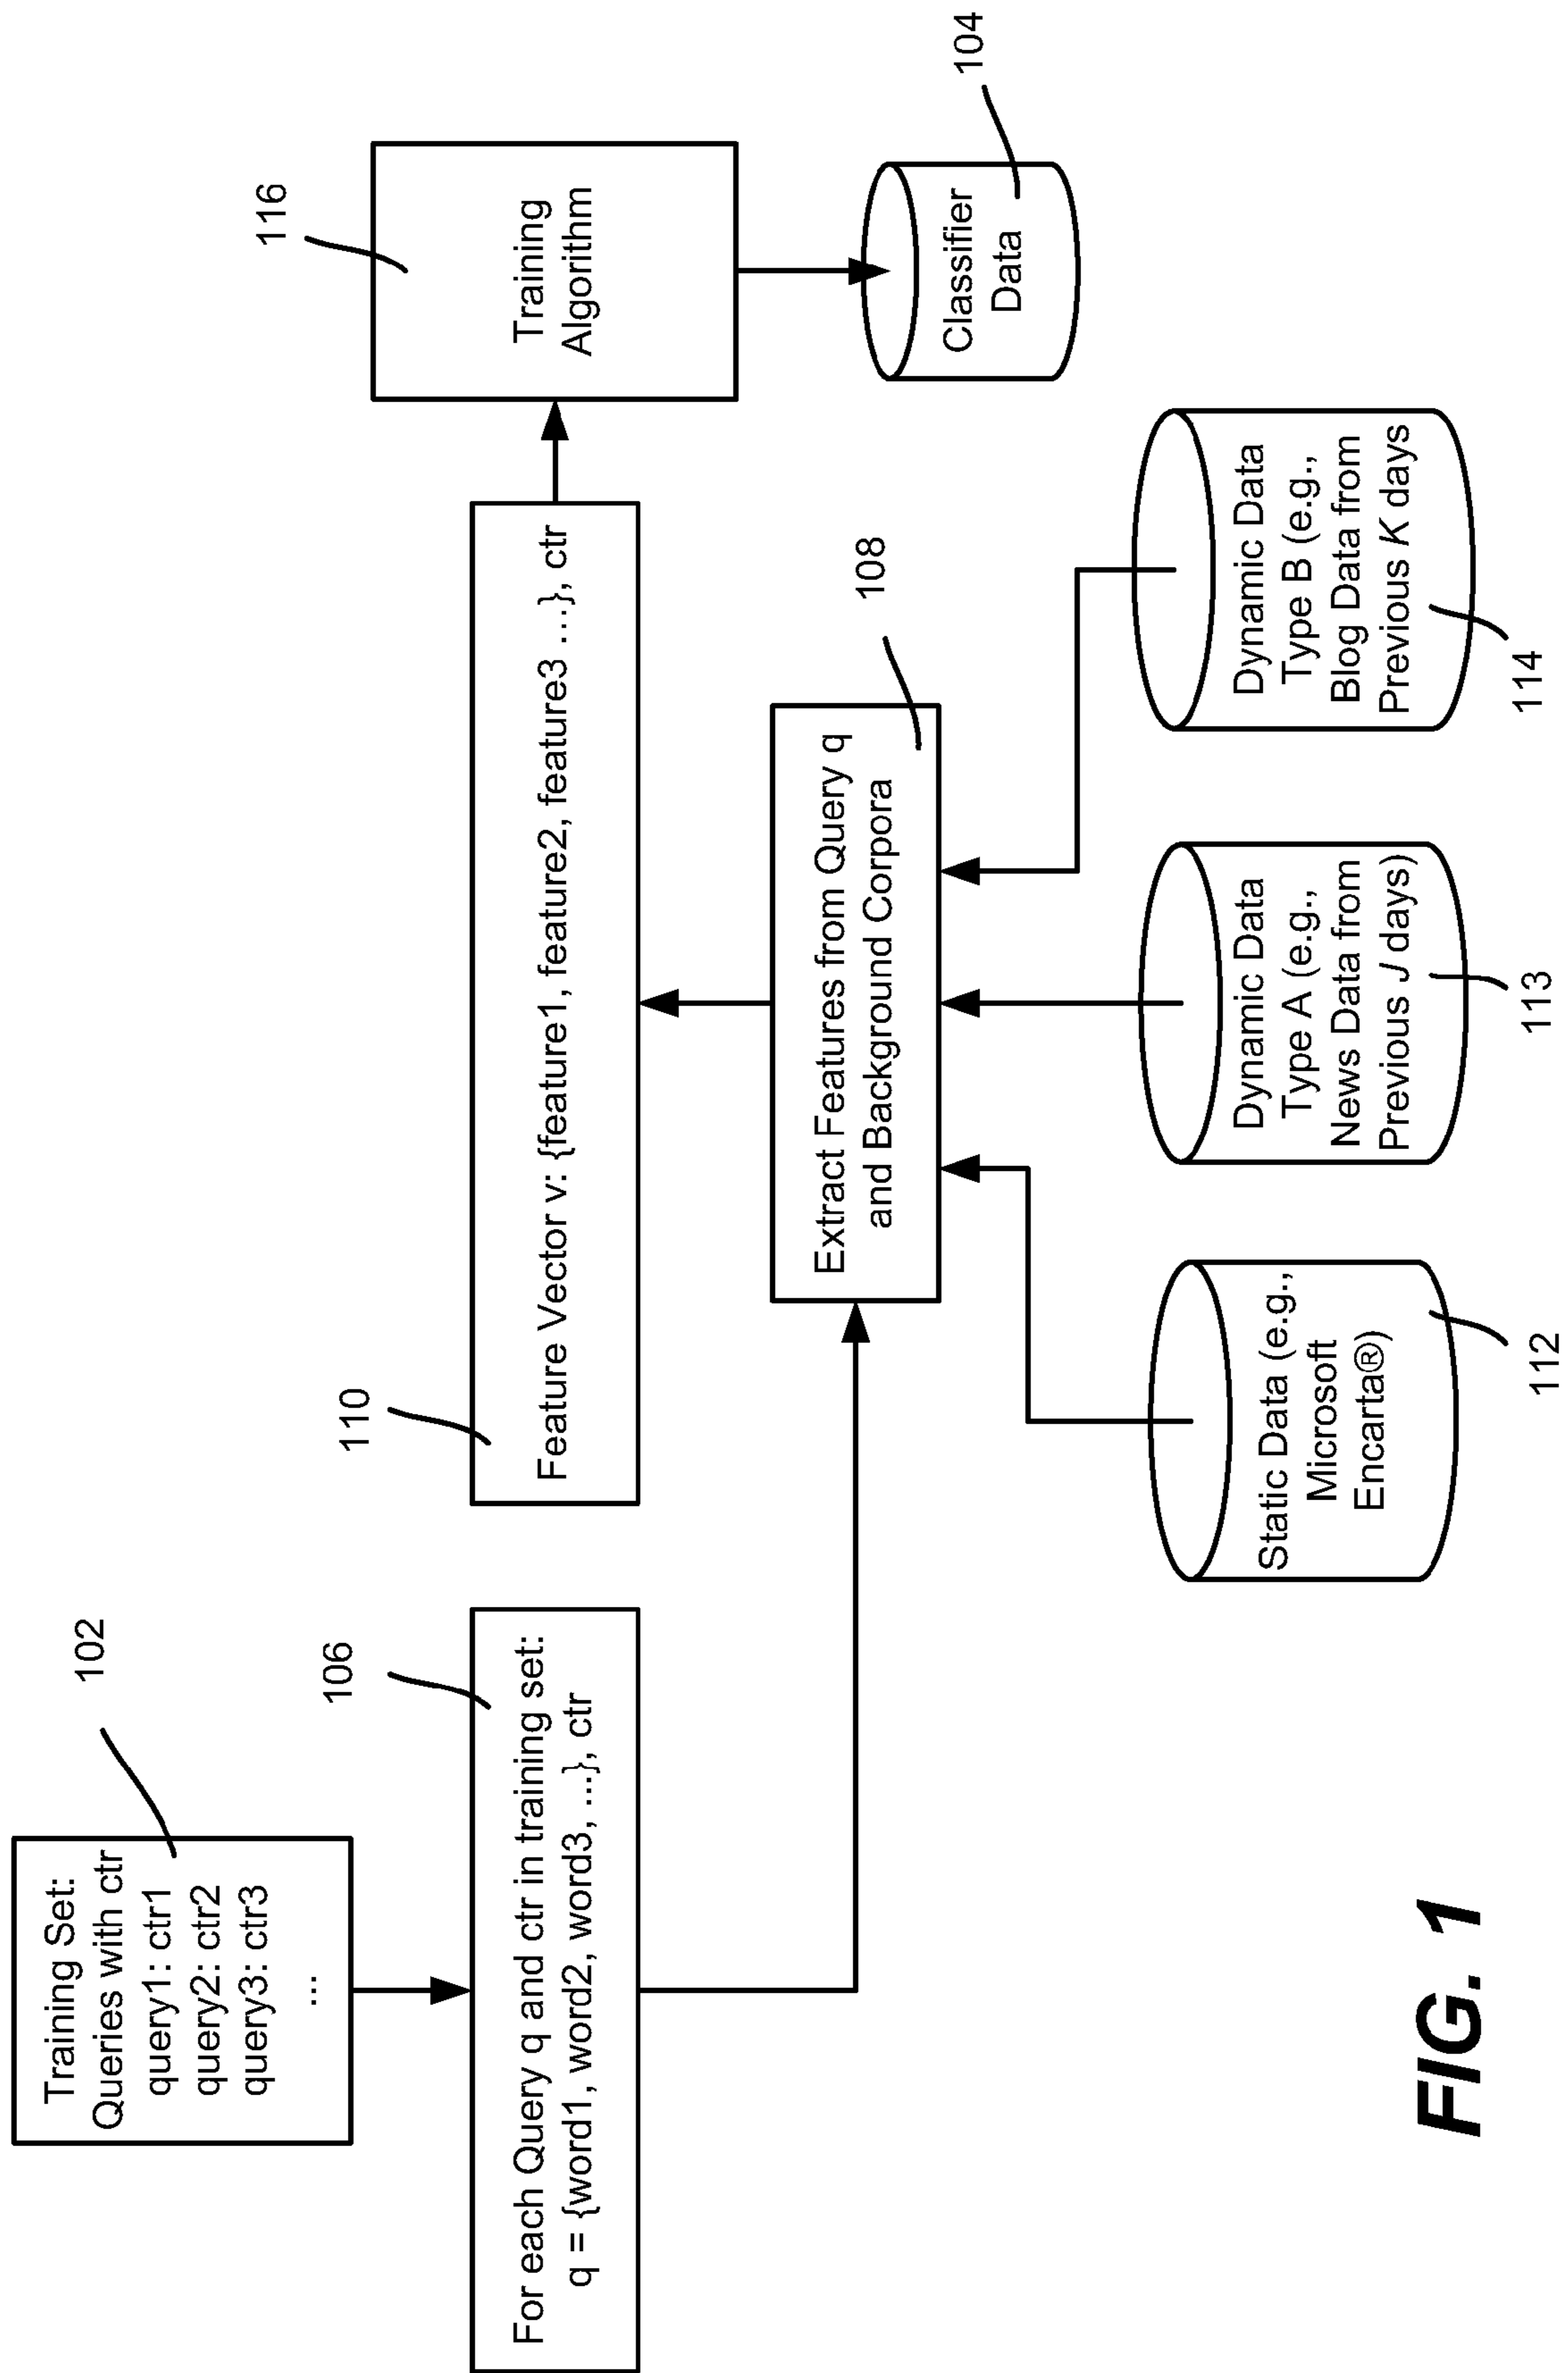 102
Training Set:
Queries with ctr
query1: ctr1
query2: ctr2
query3: ctr3
...
106
For each Query q and ctr in training set:
q = {word1, word2, word3, ...}, ctr
110
Feature Vector v: {feature1, feature2, feature3 ...}, ctr
116
Training
Algorithm
108
Extract Features from Query q
and Background Corpora
Classifier
Data
104
Static Data (e.g.,
Microsoft
Encarta®)
112
Dynamic Data
Type A (e.g.,
News Data from
Previous J days)
113
Dynamic Data
Type B (e.g.,
Blog Data from
Previous K days
114
FIG. 1